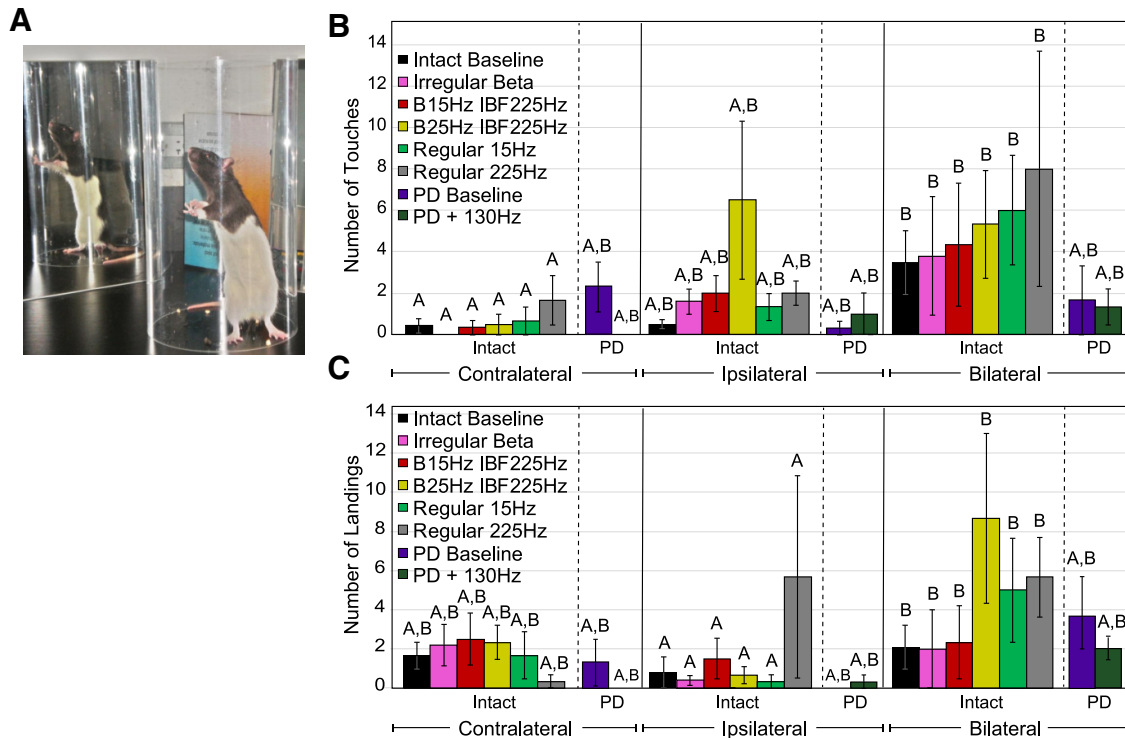 A
B
14
12
10
8
6
4
2
0
Number of Touches
Intact Baseline
Irregular Beta
B15Hz IBF225Hz
B25Hz IBF225Hz
Regular 15Hz
Regular 225Hz
PD Baseline
PD + 130Hz
A A A A A A A,B A,B
A,B A,B A,B A,B A,B A,B A,B A,B
B B B B B B A,B A,B
Intact PD Intact PD Intact PD
Contralateral Ipsilateral Bilateral
C
14
12
10
8
6
4
2
0
Number of Landings
Intact Baseline
Irregular Beta
B15Hz IBF225Hz
B25Hz IBF225Hz
Regular 15Hz
Regular 225Hz
PD Baseline
PD + 130Hz
A,B A,B A,B A,B A,B A,B A,B A,B
A A A A A A A,B A,B
B B B B B B A,B A,B
Intact PD Intact PD Intact PD
Contralateral Ipsilateral Bilateral